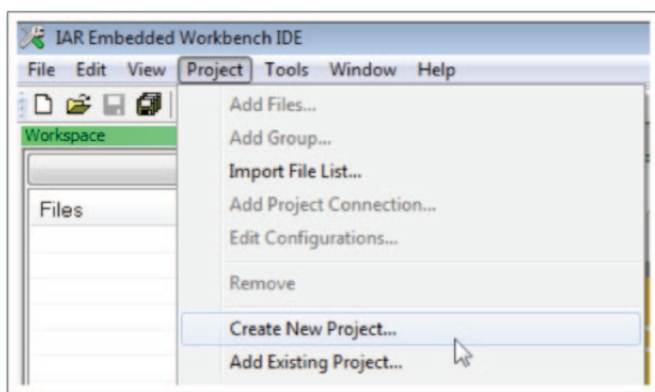 IAR Embedded Workbench IDE
File Edit View Project Tools Window Help
Workspace
Files
Add Files...
Add Group...
Import File List...
Add Project Connection...
Edit Configurations...
Remove
Create New Project...
Add Existing Project...